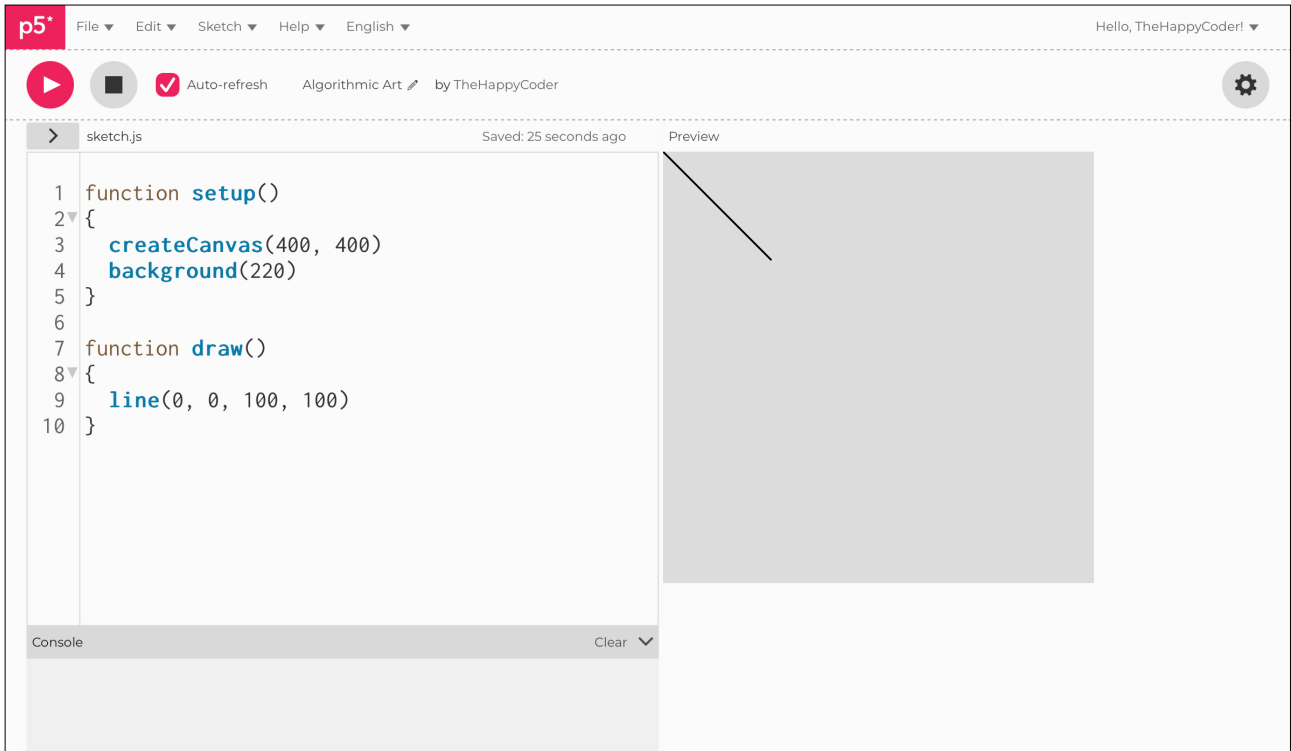 p5* File Edit Sketch Help English Hello, TheHappyCoder!
Auto-refresh Algorithmic Art by TheHappyCoder
sketch.js Saved: 25 seconds ago Preview
1 function setup()
2 {
3   createCanvas(400, 400)
4   background(220)
5 }
6
7 function draw()
8 {
9   line(0, 0, 100, 100)
10 }
Console Clear